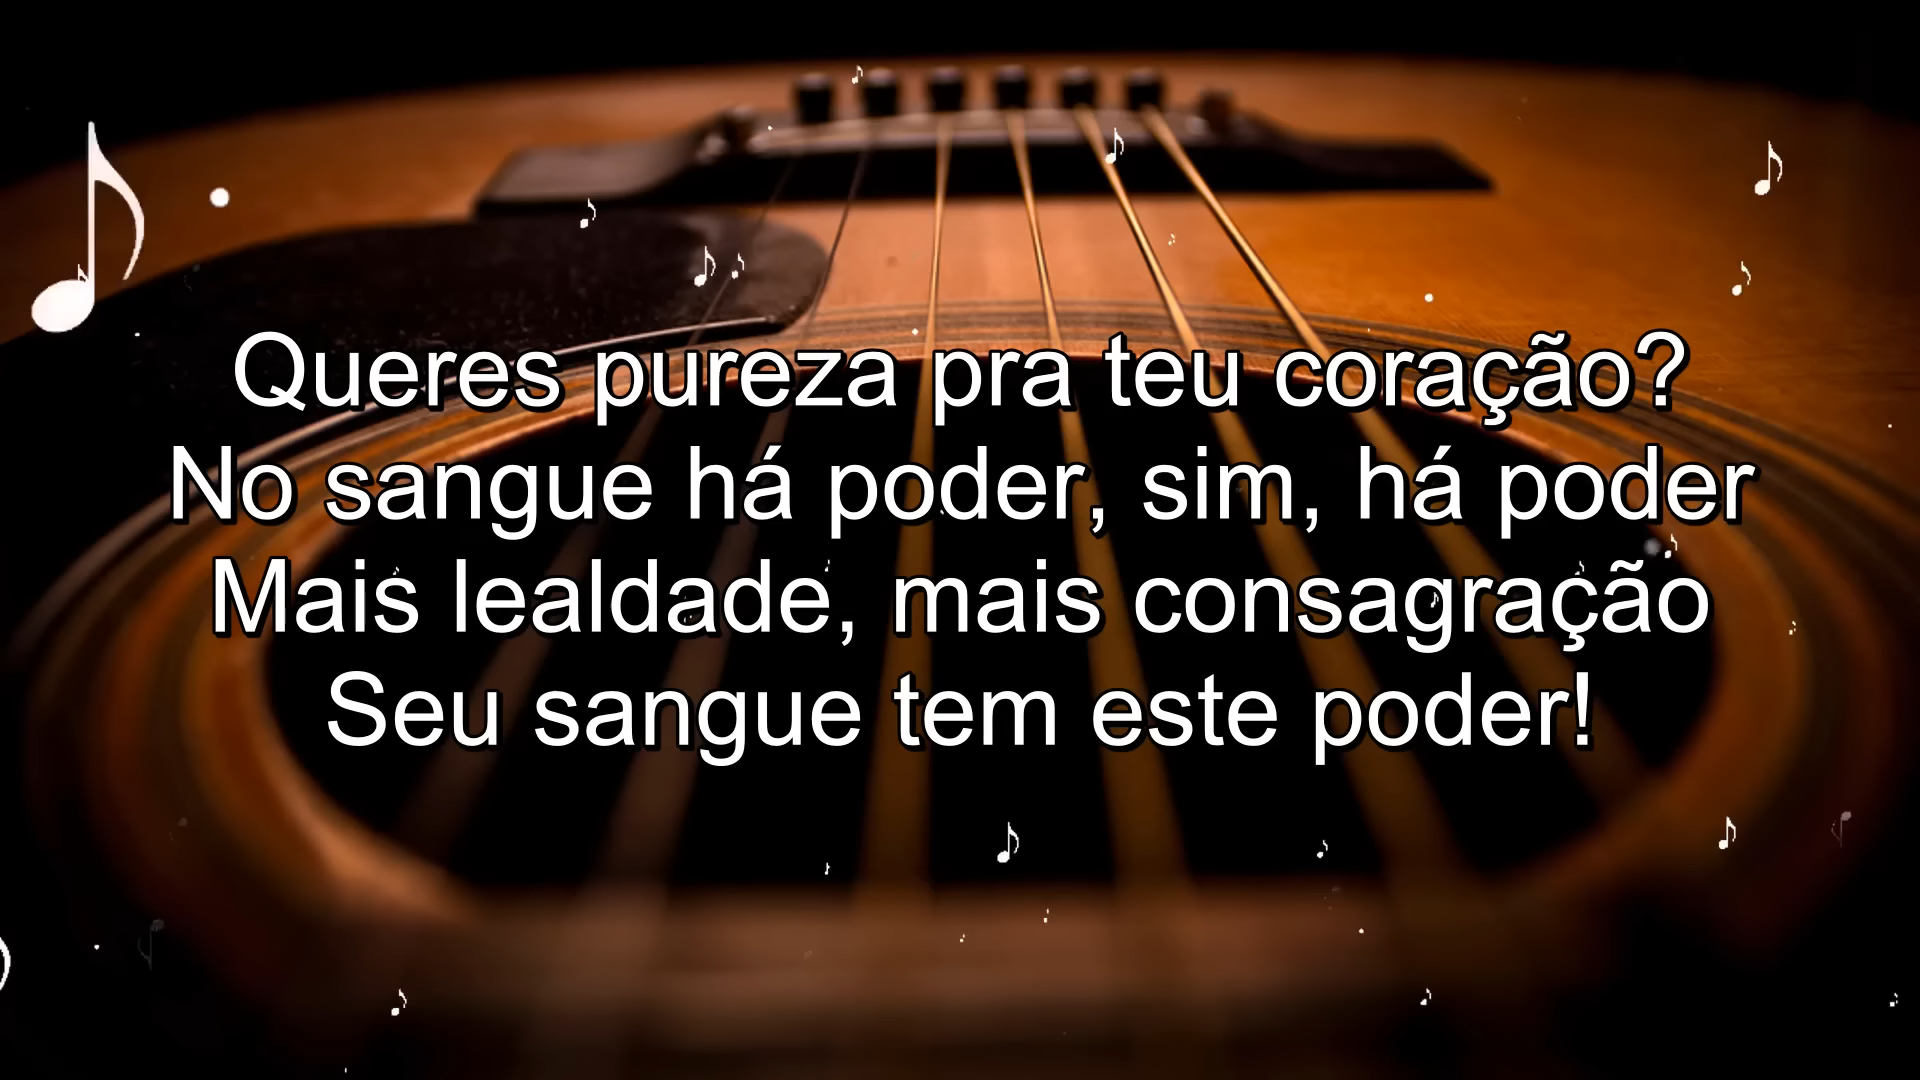 Queres pureza pra teu coração?
No sangue há poder, sim, há poder
Mais lealdade, mais consagração
Seu sangue tem este poder!